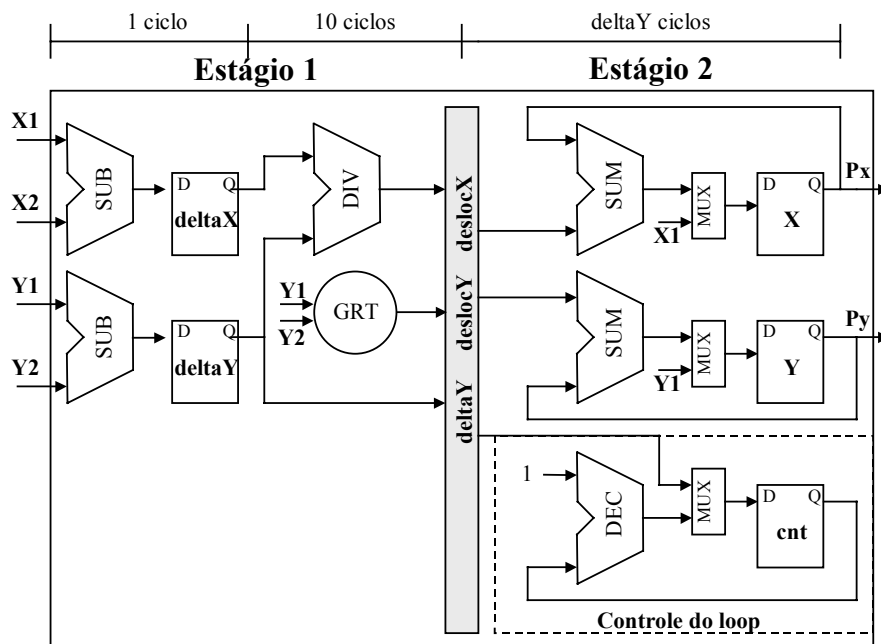 1 ciclo 10 ciclos deltaY ciclos
Estágio 1 Estágio 2
X1
X2
SUB
D Q
deltaX
DIV
Y1
Y2
SUB
D Q
deltaY
Y1
Y2
GRT
deslocX
deslocY
deltaY
SUM
X1
MUX
D Q
X
Px
SUM
Y1
MUX
D Q
Y
Py
1
DEC
MUX
D Q
cnt
Controle do loop